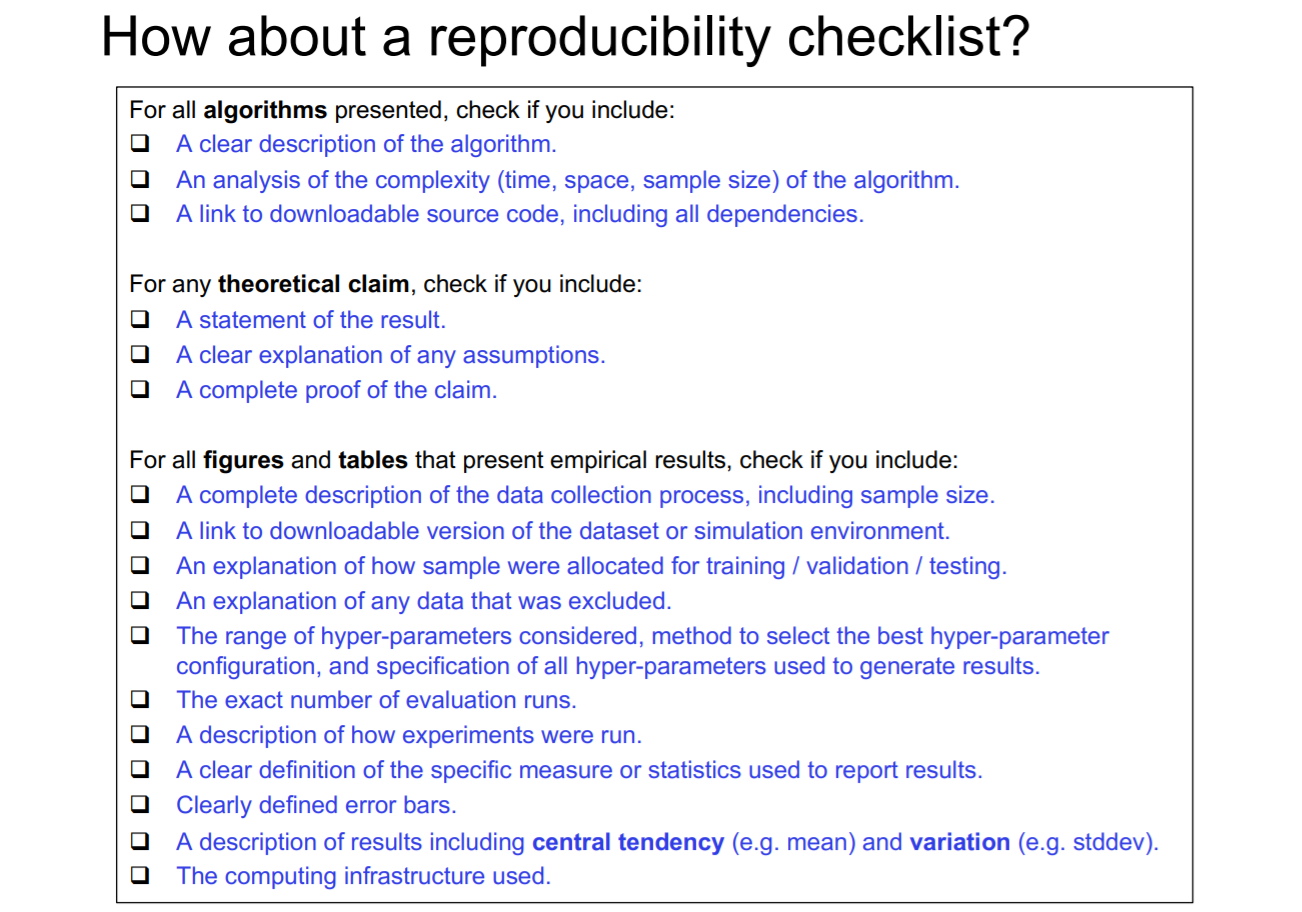 How about a reproducibility checklist?
For all algorithms presented, check if you include:
❑ A clear description of the algorithm.
❑ An analysis of the complexity (time, space, sample size) of the algorithm.
❑ A link to downloadable source code, including all dependencies.
For any theoretical claim, check if you include:
❑ A statement of the result.
❑ A clear explanation of any assumptions.
❑ A complete proof of the claim.
For all figures and tables that present empirical results, check if you include:
❑ A complete description of the data collection process, including sample size.
❑ A link to downloadable version of the dataset or simulation environment.
❑ An explanation of how sample were allocated for training / validation / testing.
❑ An explanation of any data that was excluded.
❑ The range of hyper-parameters considered, method to select the best hyper-parameter
configuration, and specification of all hyper-parameters used to generate results.
❑ The exact number of evaluation runs.
❑ A description of how experiments were run.
❑ A clear definition of the specific measure or statistics used to report results.
❑ Clearly defined error bars.
❑ A description of results including central tendency (e.g. mean) and variation (e.g. stddev).
❑ The computing infrastructure used.